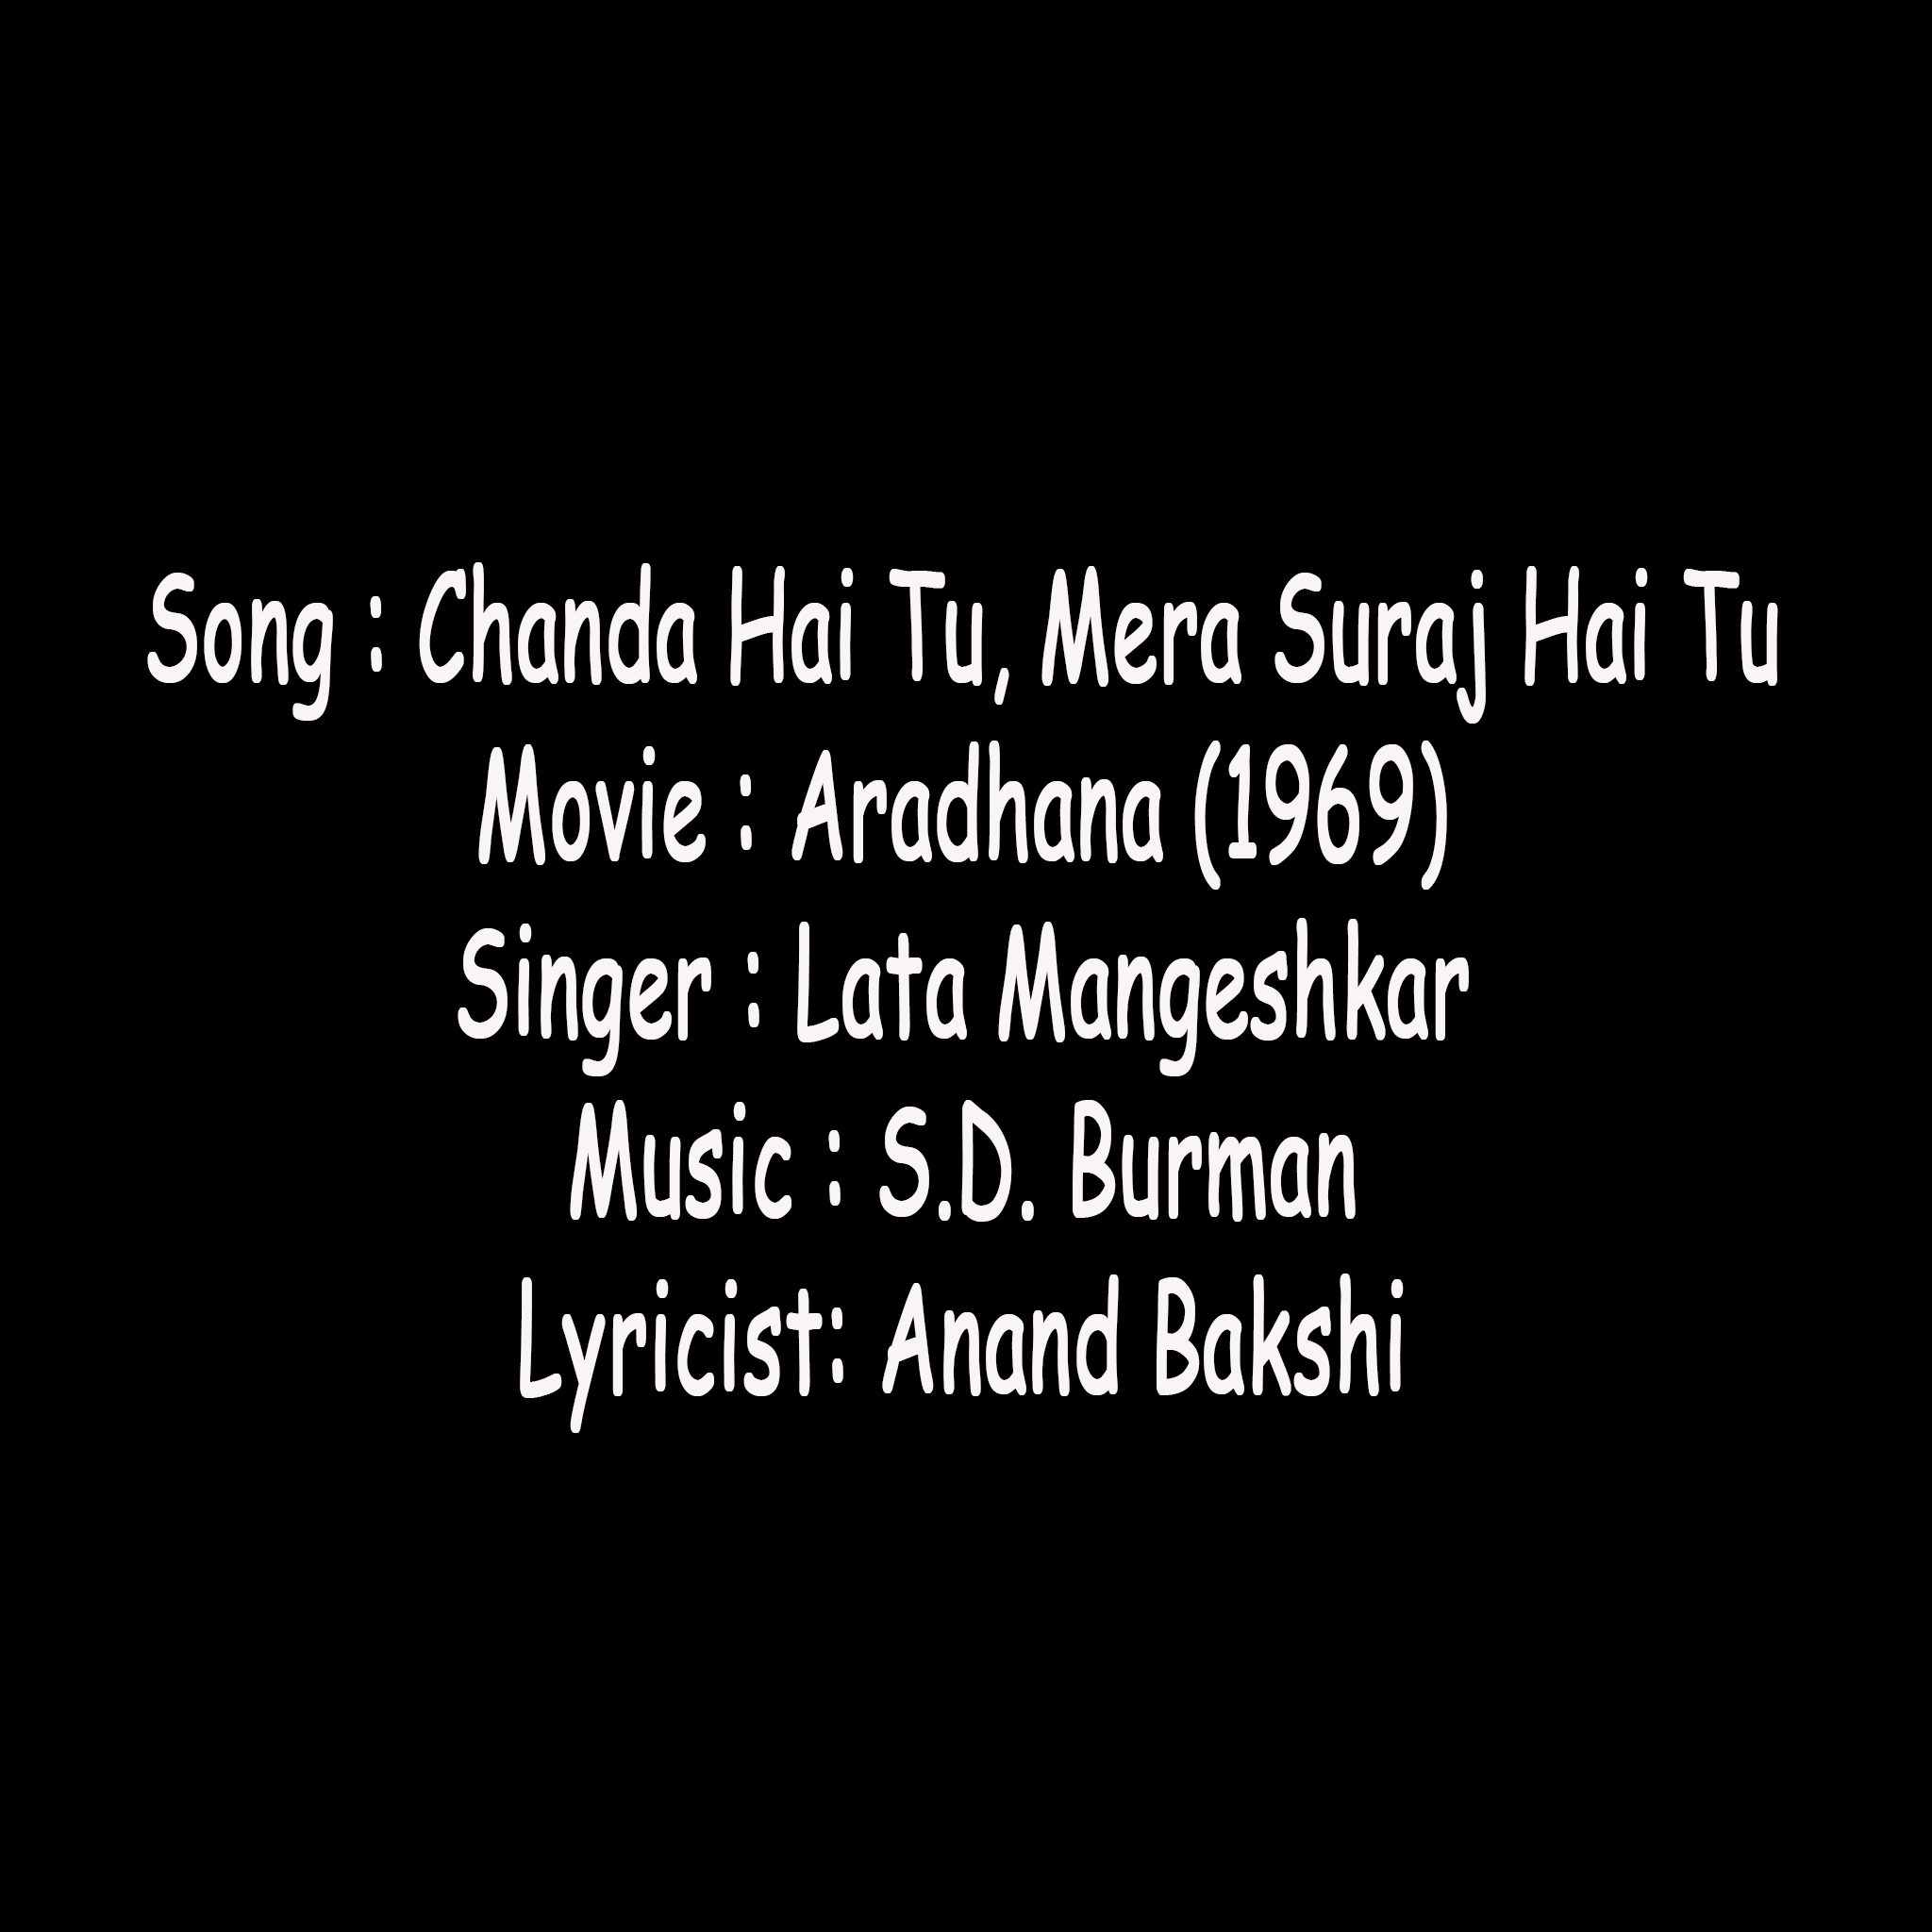 Song : Chanda Hai Tu,Mera Suraj Hai Tu
Movie : Aradhana (1969)
Singer : Lata Mangeshkar
Music : S.D. Burman
Lyricist: Anand Bakshi